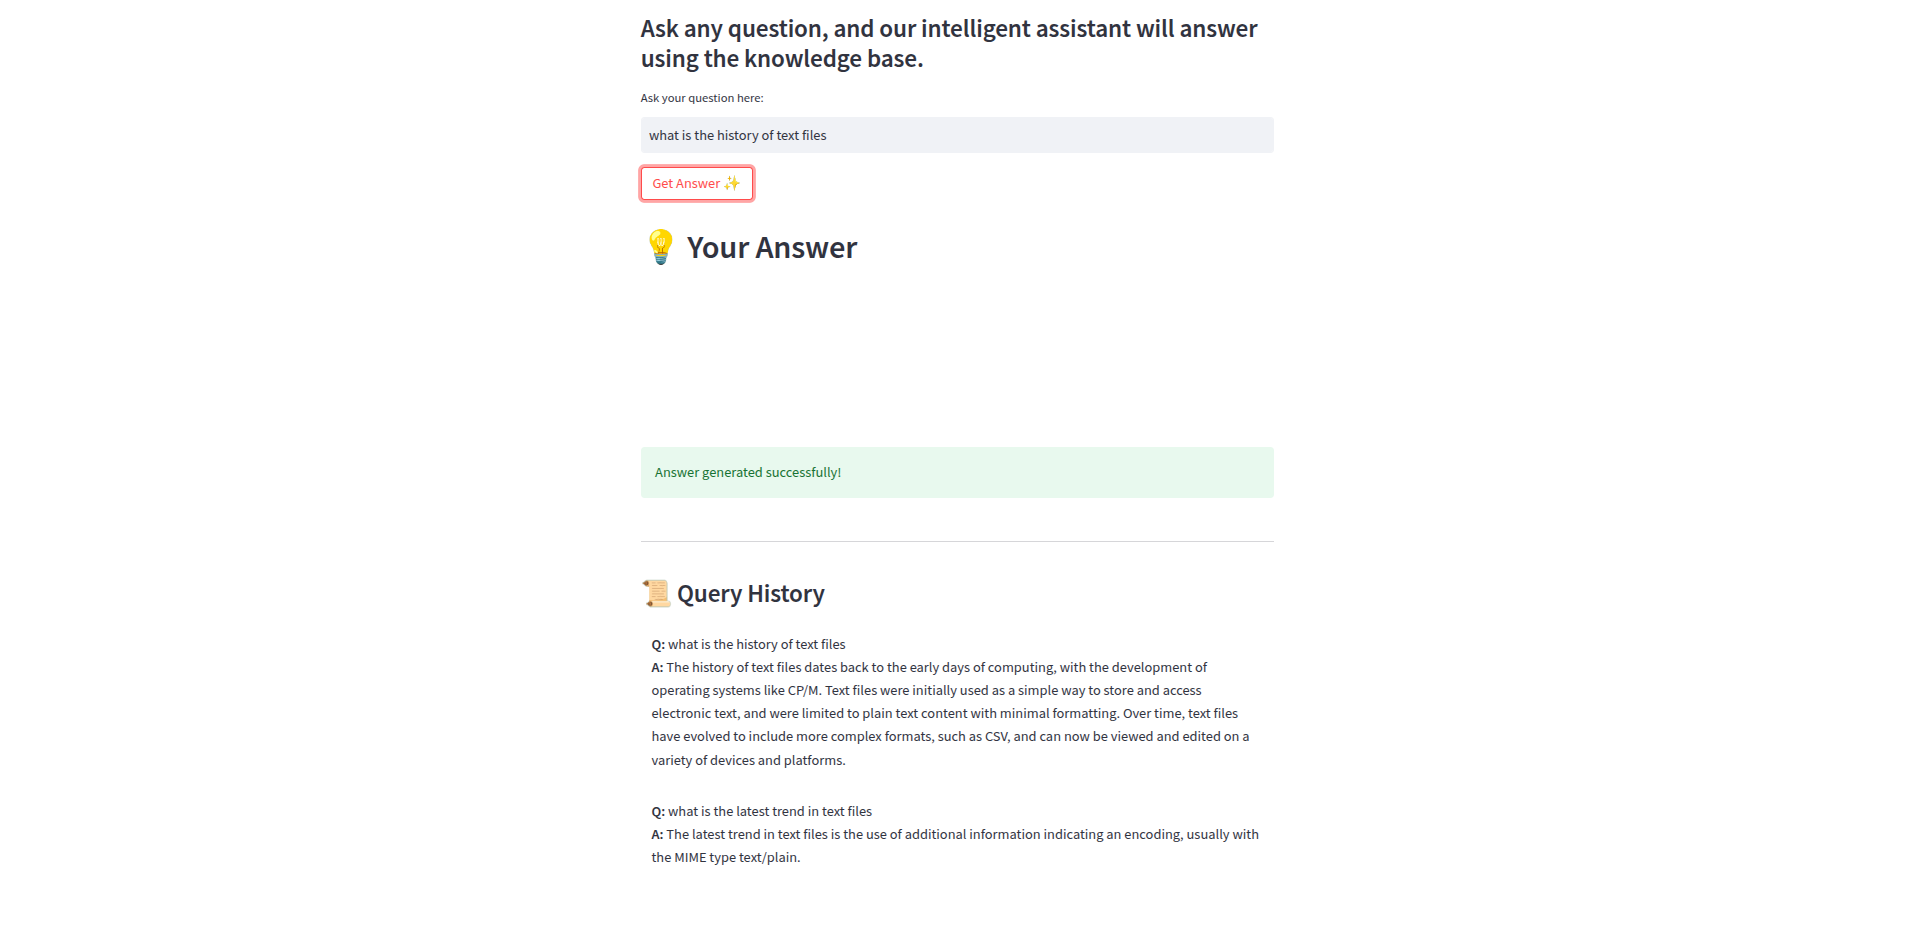 Ask any question, and our intelligent assistant will answer
using the knowledge base.
Ask your question here:
what is the history of text files
Get Answer ✨
💡 Your Answer
Answer generated successfully!
📜 Query History
Q: what is the history of text files
A: The history of text files dates back to the early days of computing, with the development of
operating systems like CP/M. Text files were initially used as a simple way to store and access
electronic text, and were limited to plain text content with minimal formatting. Over time, text files
have evolved to include more complex formats, such as CSV, and can now be viewed and edited on a
variety of devices and platforms.
Q: what is the latest trend in text files
A: The latest trend in text files is the use of additional information indicating an encoding, usually with
the MIME type text/plain.